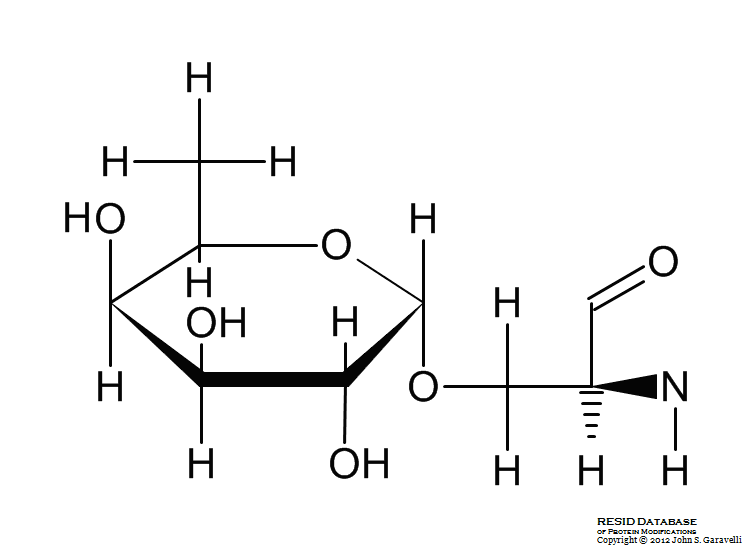 H
H H
HO H
O
H H O
OH H
H O N
H H OH H H H
RESID DATABASE
OF PROTEIN MODIFICATIONS
Copyright © 2012 John S. Garavelli